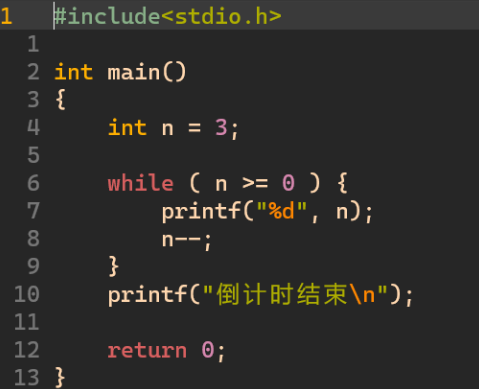 1 #include<stdio.h>
1
2 int main()
3 {
4     int n = 3;
5
6     while ( n >= 0 ) {
7         printf("%d", n);
8         n--;
9     }
10     printf("倒计时结束\n");
11
12     return 0;
13 }